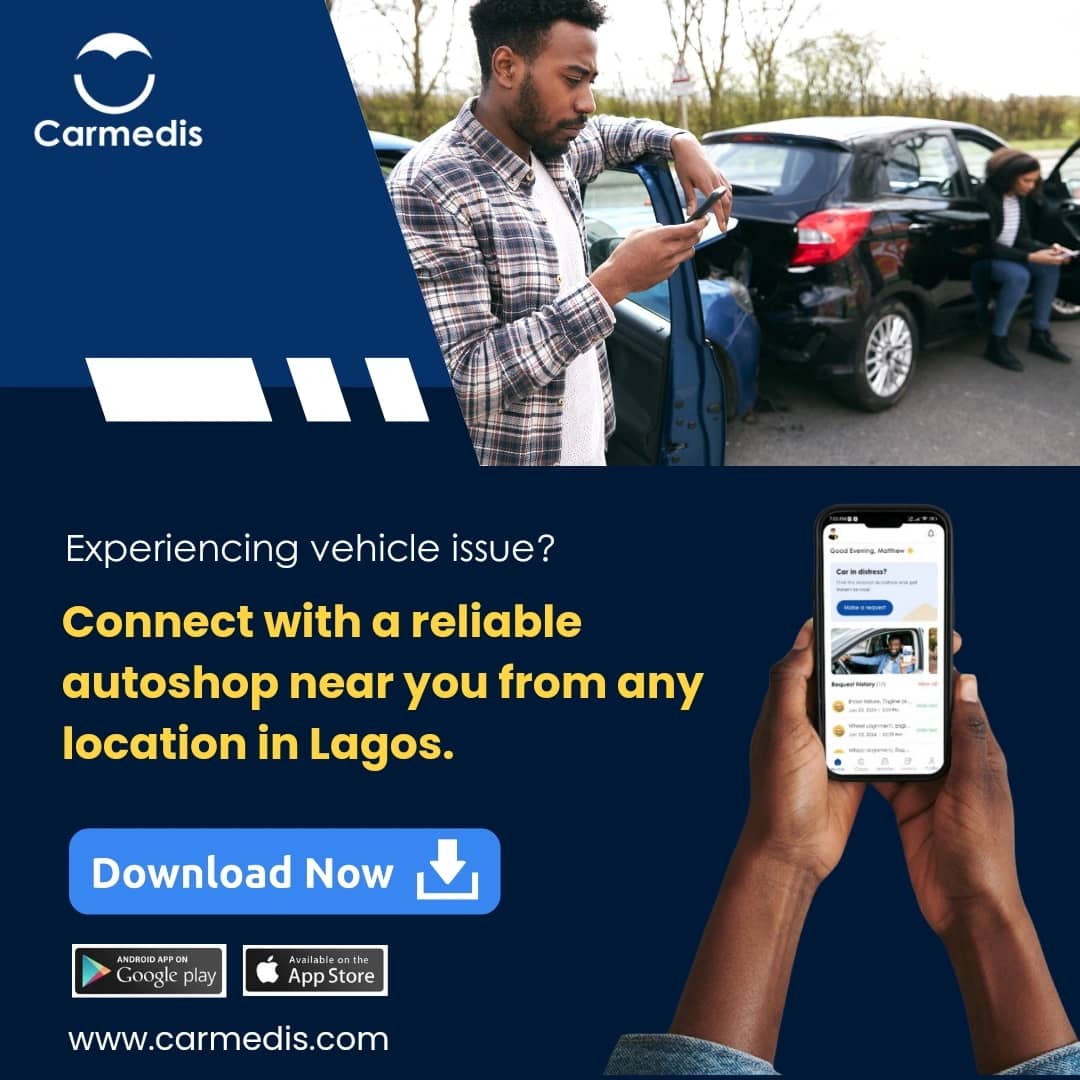 Carmedis
Experiencing vehicle issue?
Connect with a reliable
autoshop near you from any
location in Lagos.
Good Evening, Matthew
Car in distress?
Make a request
Request history
Download Now
ANDROID APP ON
Google play
Available on the
App Store
www.carmedis.com